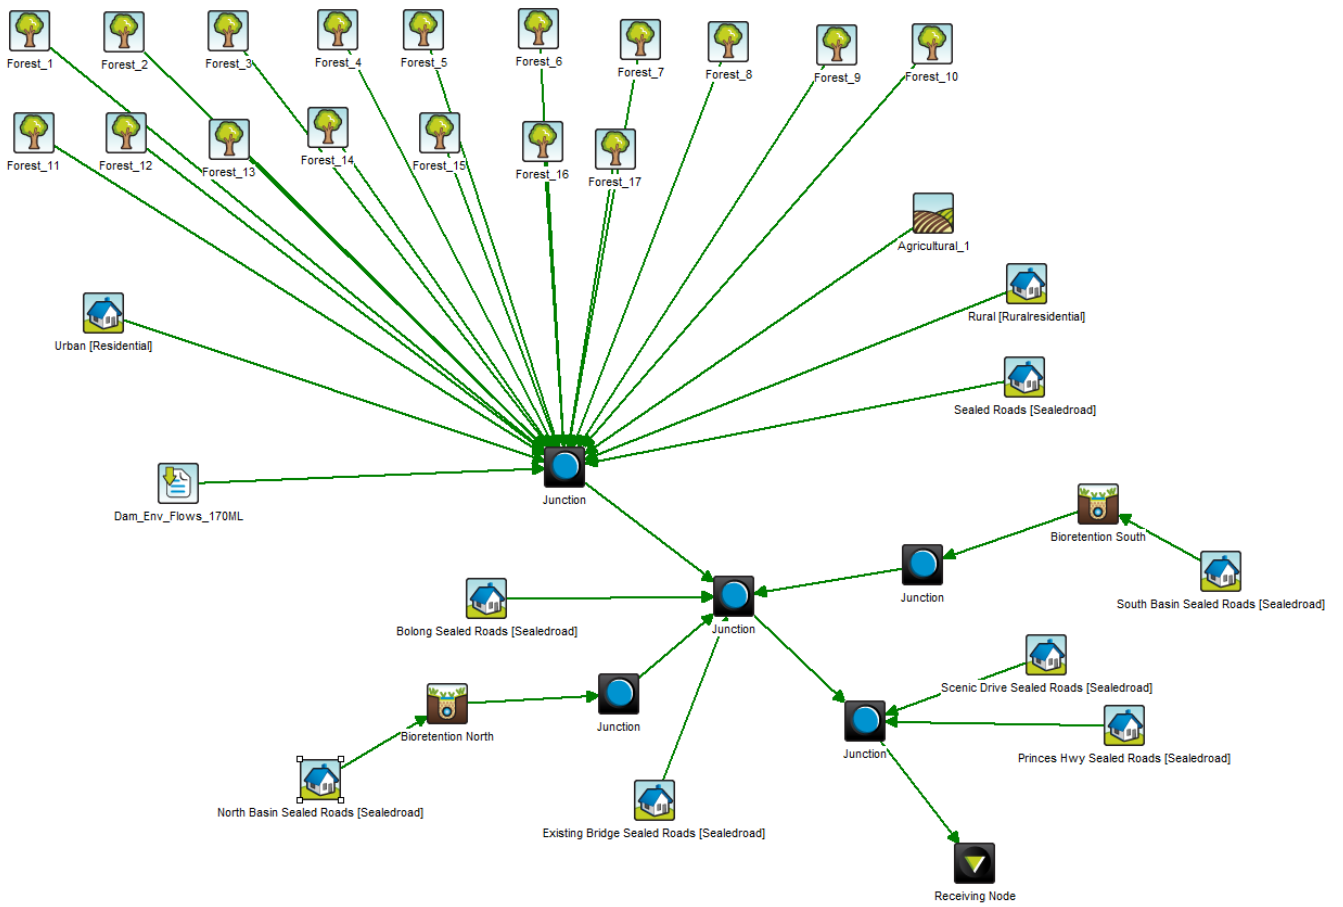 Forest_1
Forest_2
Forest_3
Forest_4
Forest_5
Forest_6
Forest_7
Forest_8
Forest_9
Forest_10
Forest_11
Forest_12
Forest_13
Forest_14
Forest_15
Forest_16
Forest_17
Agricultural_1
Rural [Ruralresidential]
Urban [Residential]
Sealed Roads [Sealedroad]
Junction
Dam_Env_Flows_170ML
Bioretention South
Junction
South Basin Sealed Roads [Sealedroad]
Bolong Sealed Roads [Sealedroad]
Junction
Scenic Drive Sealed Roads [Sealedroad]
Bioretention North
Junction
Junction
Princes Hwy Sealed Roads [Sealedroad]
North Basin Sealed Roads [Sealedroad]
Existing Bridge Sealed Roads [Sealedroad]
Receiving Node